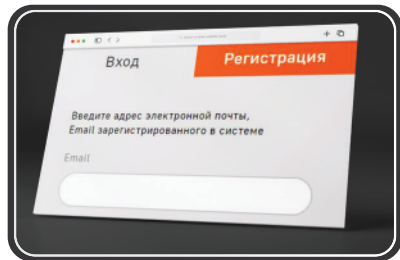 Вход
Регистрация
Введите адрес электронной почты,
Email зарегистрированного в системе
Email